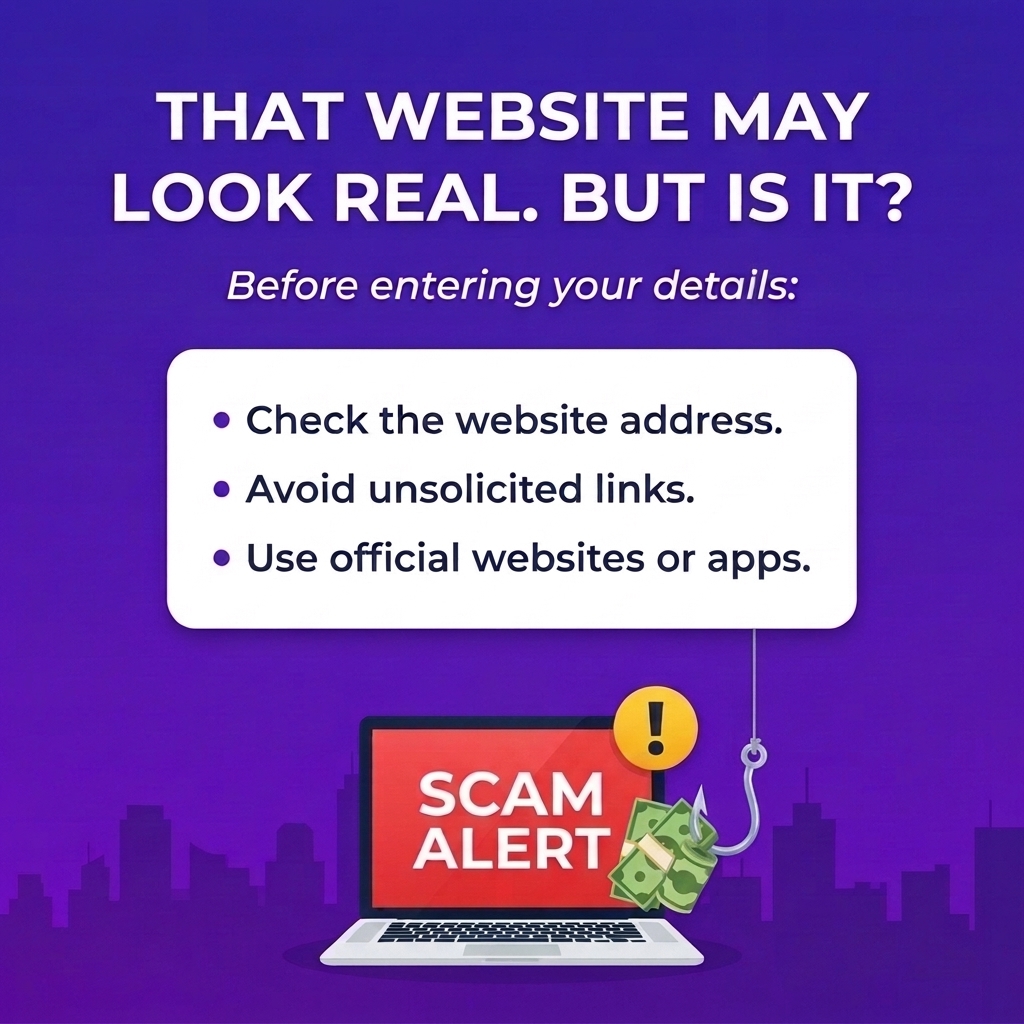 THAT WEBSITE MAY
LOOK REAL. BUT IS IT?
Before entering your details:
• Check the website address.
• Avoid unsolicited links.
• Use official websites or apps.
!
SCAM
ALERT